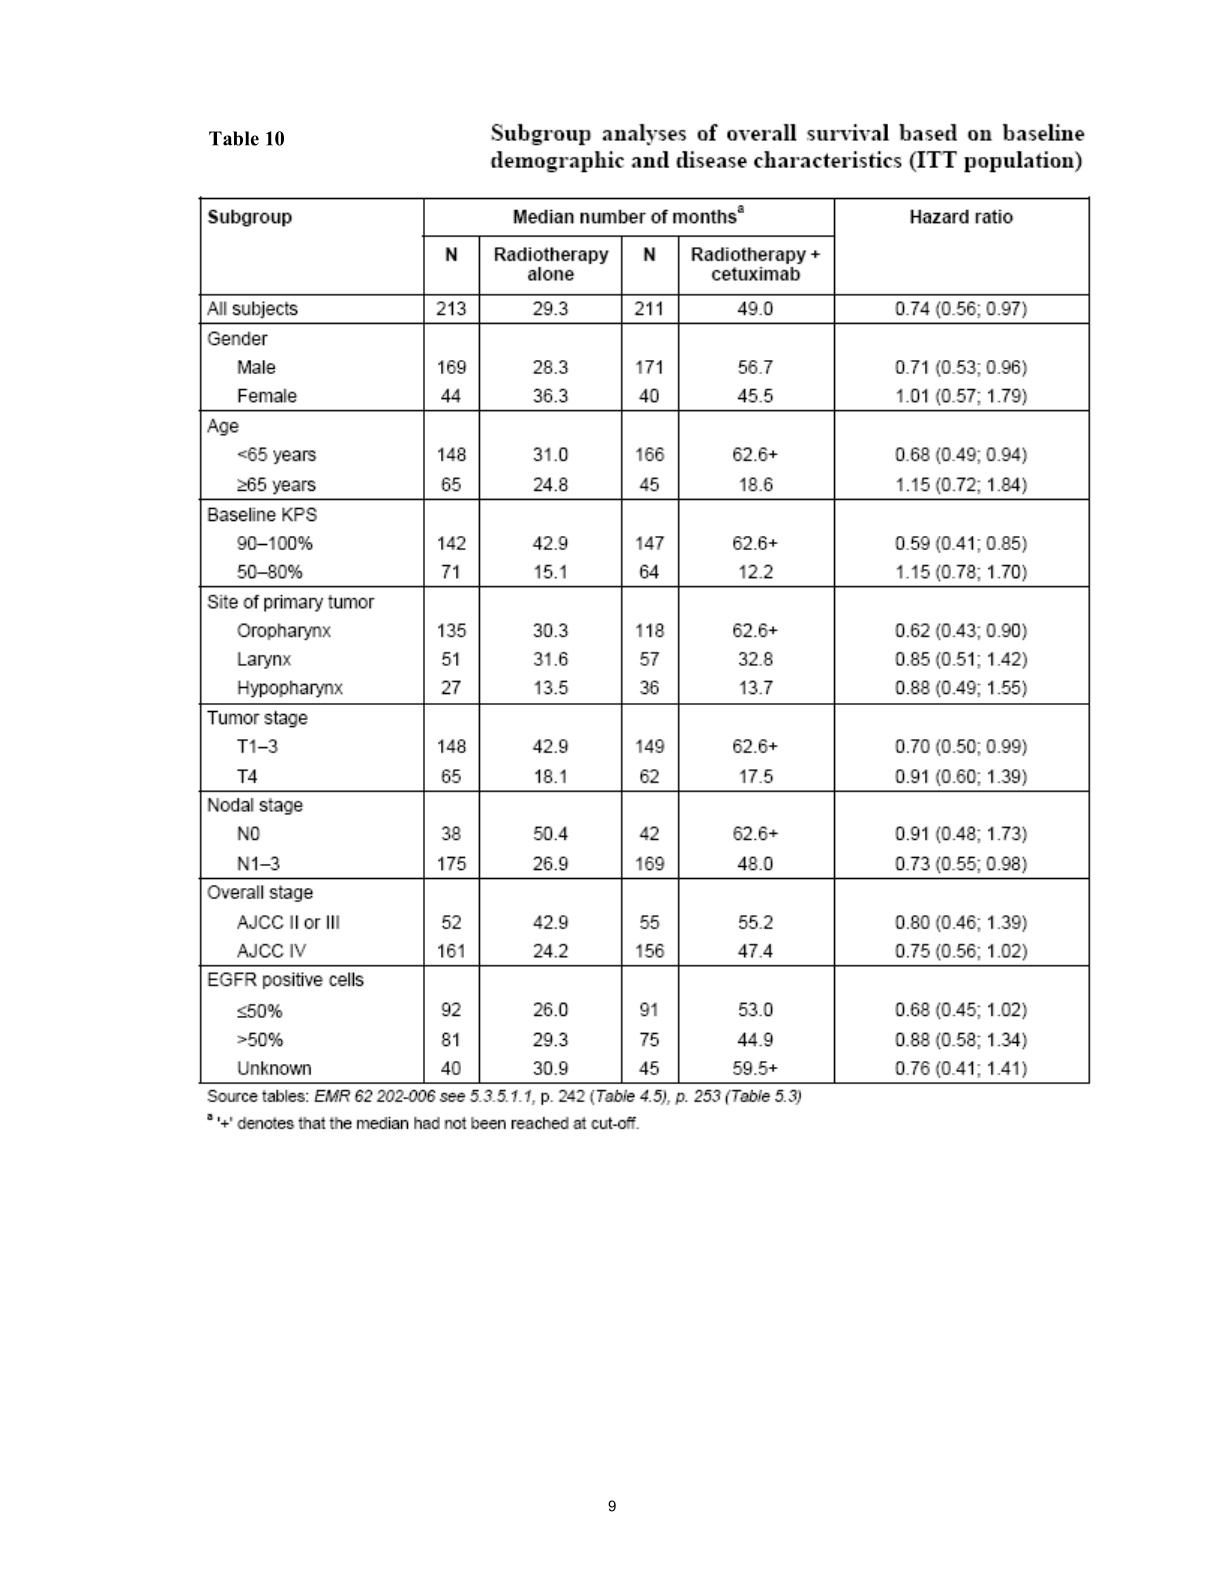 Table 10
Subgroup analyses of overall survival based on baseline
demographic and disease characteristics (ITT population)
Subgroup Median number of monthsᵃ Hazard ratio
N Radiotherapy alone N Radiotherapy + cetuximab
All subjects 213 29.3 211 49.0 0.74 (0.56; 0.97)
Gender
Male 169 28.3 171 56.7 0.71 (0.53; 0.96)
Female 44 36.3 40 45.5 1.01 (0.57; 1.79)
Age
<65 years 148 31.0 166 62.6+ 0.68 (0.49; 0.94)
≥65 years 65 24.8 45 18.6 1.15 (0.72; 1.84)
Baseline KPS
90–100% 142 42.9 147 62.6+ 0.59 (0.41; 0.85)
50–80% 71 15.1 64 12.2 1.15 (0.78; 1.70)
Site of primary tumor
Oropharynx 135 30.3 118 62.6+ 0.62 (0.43; 0.90)
Larynx 51 31.6 57 32.8 0.85 (0.51; 1.42)
Hypopharynx 27 13.5 36 13.7 0.88 (0.49; 1.55)
Tumor stage
T1–3 148 42.9 149 62.6+ 0.70 (0.50; 0.99)
T4 65 18.1 62 17.5 0.91 (0.60; 1.39)
Nodal stage
N0 38 50.4 42 62.6+ 0.91 (0.48; 1.73)
N1–3 175 26.9 169 48.0 0.73 (0.55; 0.98)
Overall stage
AJCC II or III 52 42.9 55 55.2 0.80 (0.46; 1.39)
AJCC IV 161 24.2 156 47.4 0.75 (0.56; 1.02)
EGFR positive cells
≤50% 92 26.0 91 53.0 0.68 (0.45; 1.02)
>50% 81 29.3 75 44.9 0.88 (0.58; 1.34)
Unknown 40 30.9 45 59.5+ 0.76 (0.41; 1.41)
Source tables: EMR 62 202-006 see 5.3.5.1.1, p. 242 (Table 4.5), p. 253 (Table 5.3)
ᵃ '+' denotes that the median had not been reached at cut-off.
9